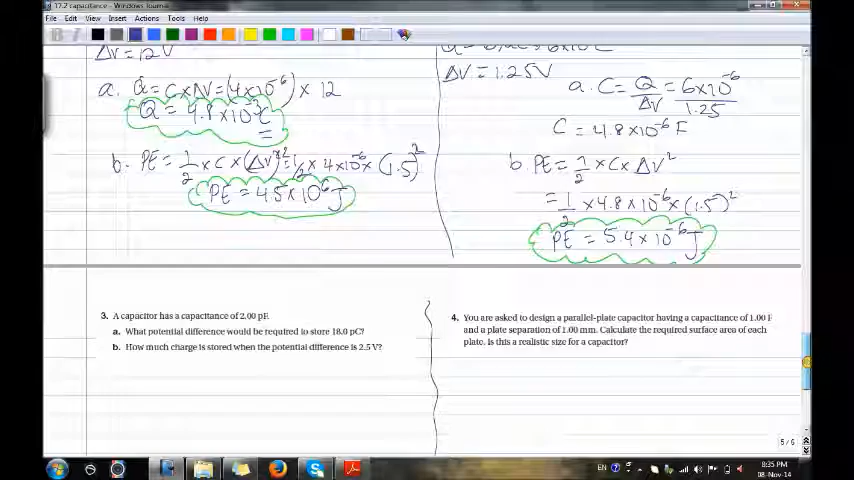 17.2 capacitance - Windows Journal
File Edit View Insert Actions Tools Help
ΔV = 12 V
a. Q = C × ΔV = (4×10⁻⁶) × 12
Q = 4.8×10⁻⁵ C
b. PE = 1/2 × C × (ΔV)² = 1/2 × 4×10⁻⁶ × (1.5)²
PE = 4.5×10⁻⁶ J
ΔV = 1.25V
a. C = Q/ΔV = 6×10⁻⁶/1.25
C = 4.8×10⁻⁶ F
b. PE = 1/2 × C × ΔV²
= 1/2 × 4.8×10⁻⁶ × (1.5)²
PE = 5.4×10⁻⁶ J
3. A capacitor has a capacitance of 2.00 pF.
a. What potential difference would be required to store 18.0 pC?
b. How much charge is stored when the potential difference is 2.5 V?
4. You are asked to design a parallel-plate capacitor having a capacitance of 1.00 F
and a plate separation of 1.00 mm. Calculate the required surface area of each
plate. Is this a realistic size for a capacitor?
5 / 6
EN
8:35 PM
08-Nov-14